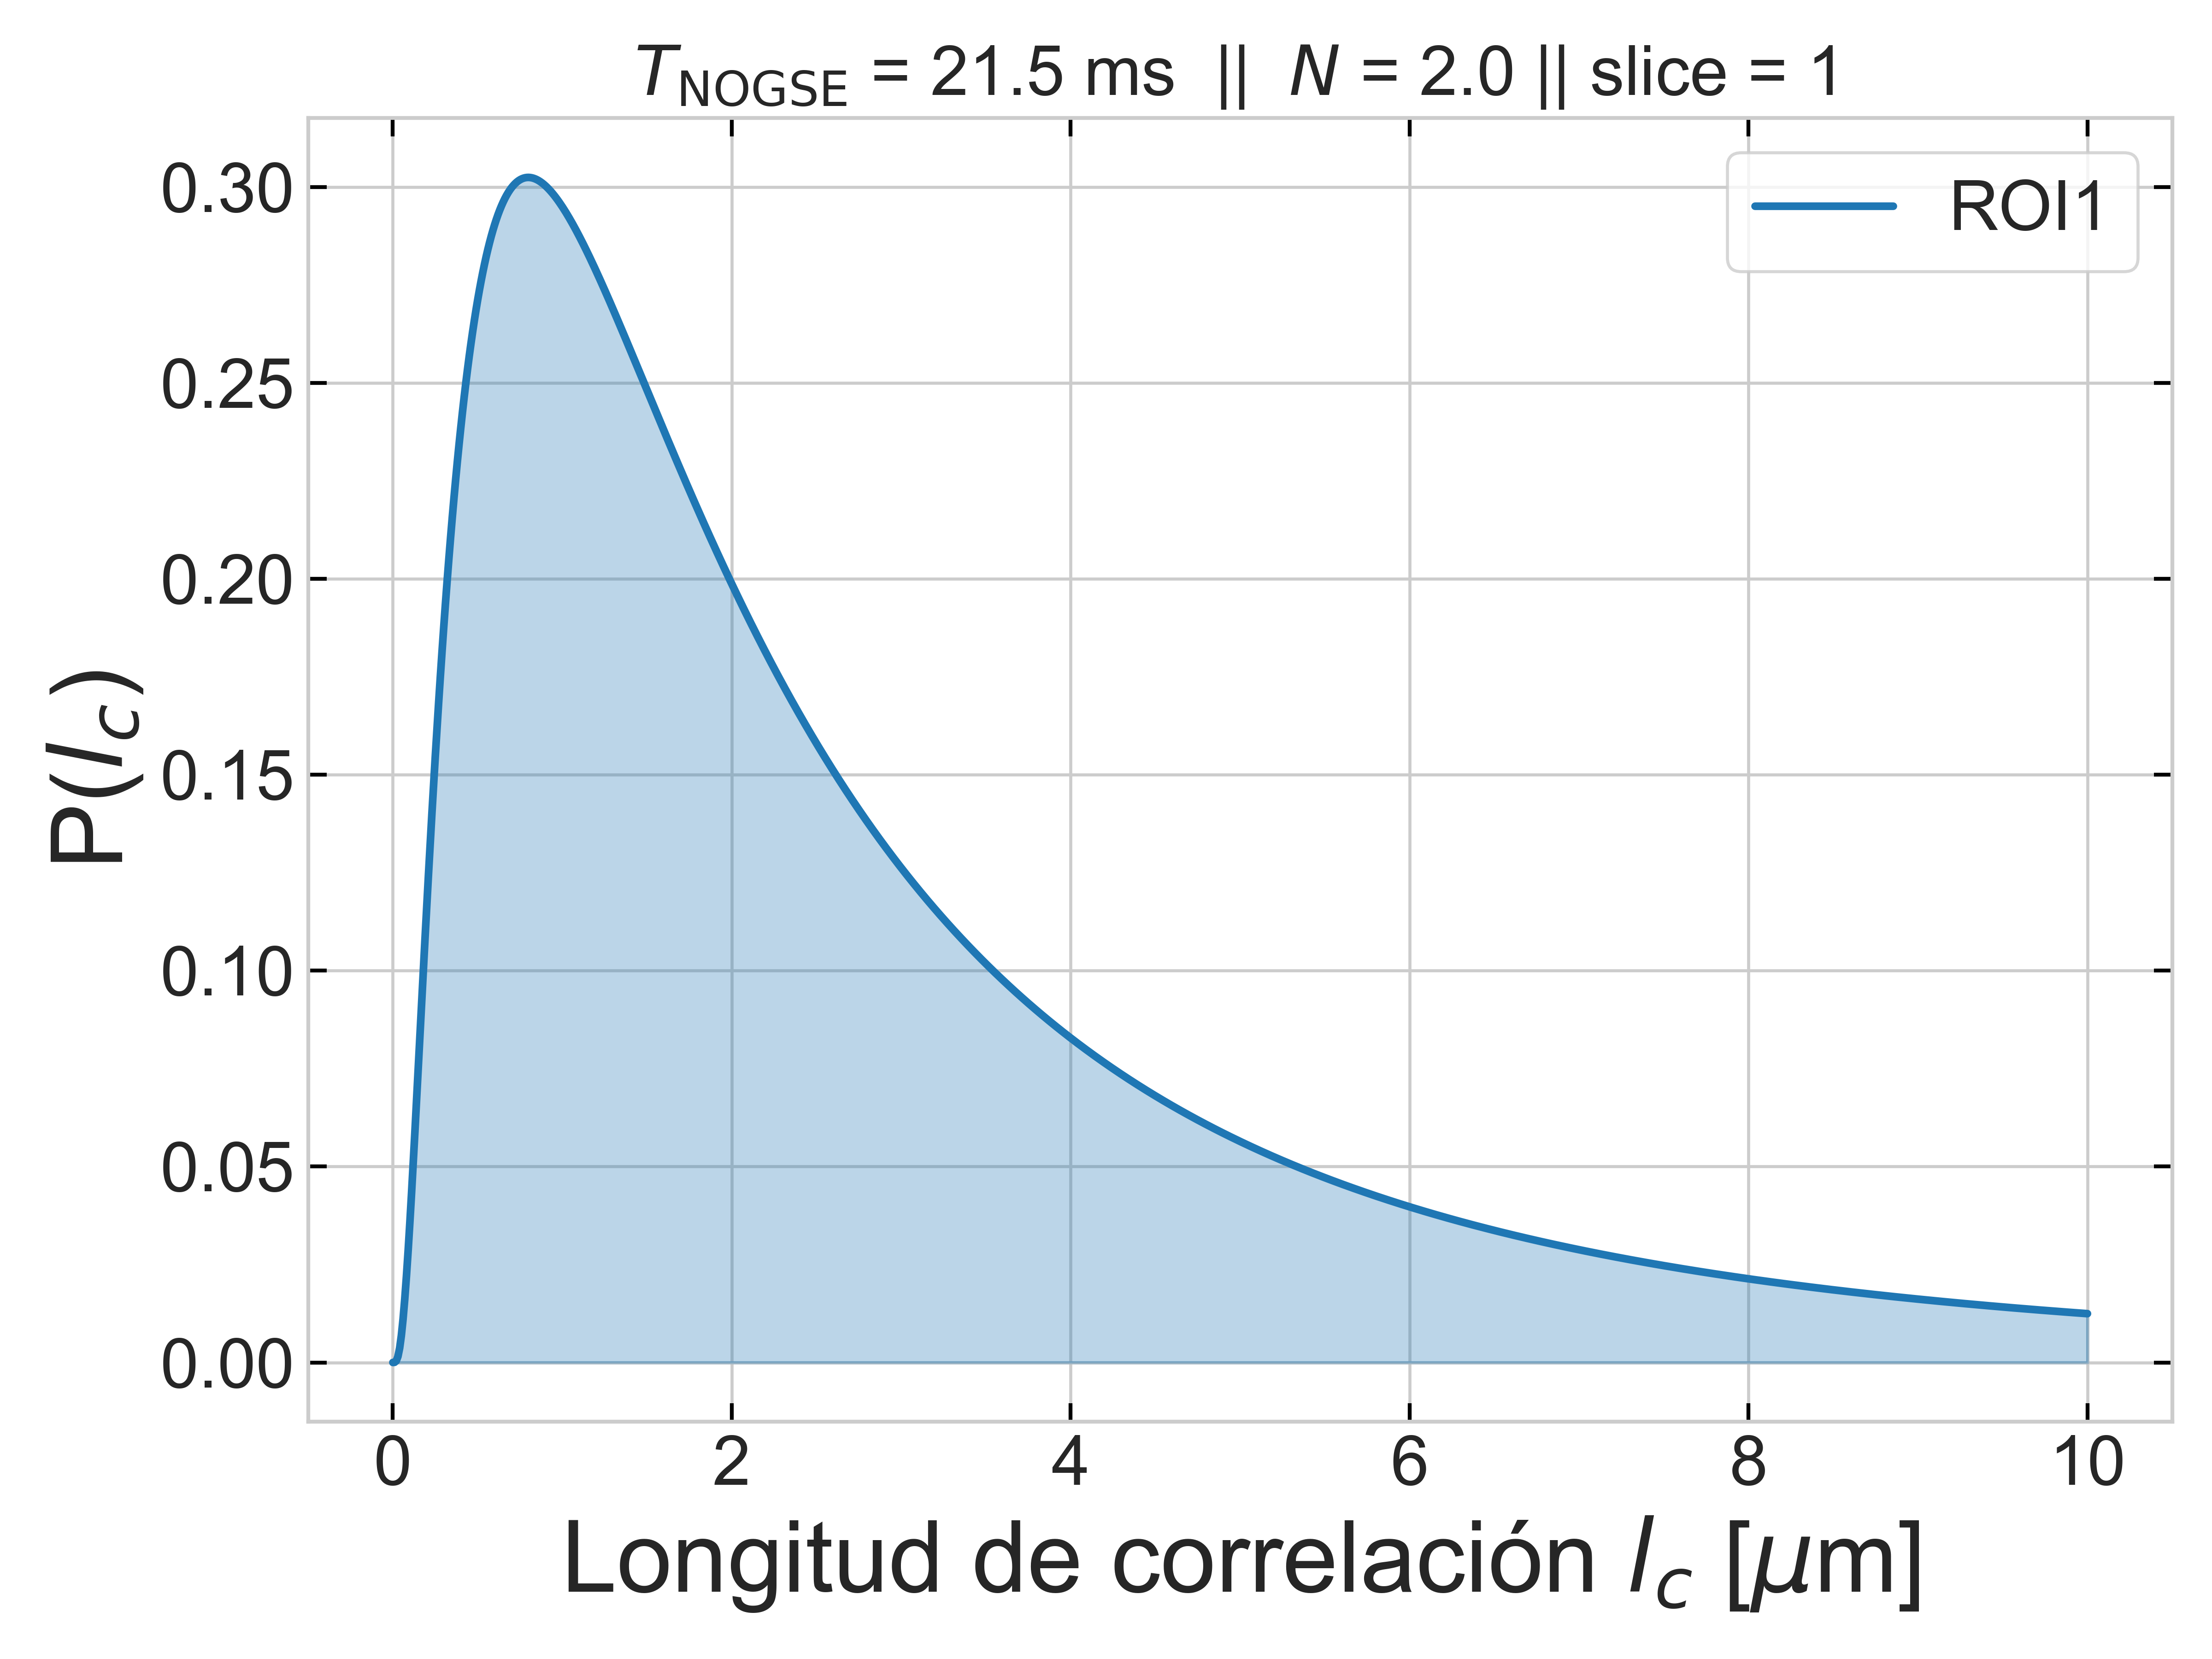 T_NOGSE = 21.5 ms || N = 2.0 || slice = 1
ROI1
P(l_c)
0.30
0.25
0.20
0.15
0.10
0.05
0.00
0 2 4 6 8 10
Longitud de correlación l_c [μm]